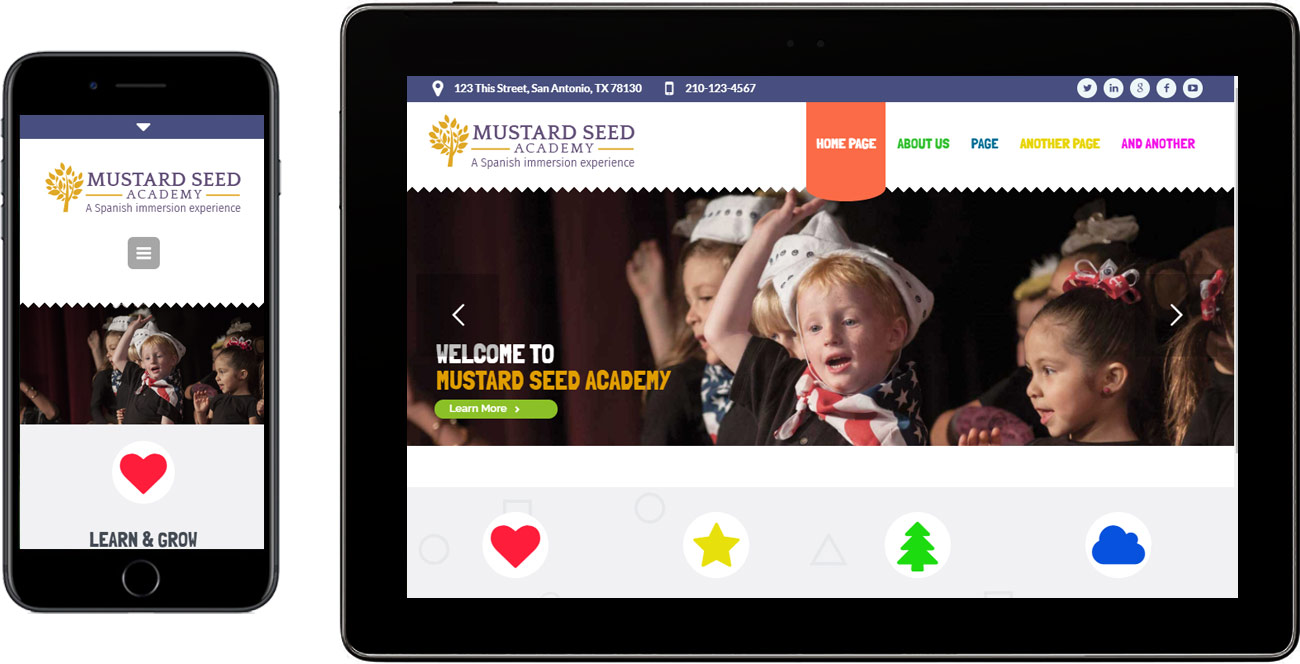 MUSTARD SEED
ACADEMY
A Spanish immersion experience
LEARN & GROW
123 This Street, San Antonio, TX 78130 210-123-4567
MUSTARD SEED
ACADEMY
A Spanish immersion experience
HOME PAGE ABOUT US PAGE ANOTHER PAGE AND ANOTHER
WELCOME TO
MUSTARD SEED ACADEMY
Learn More